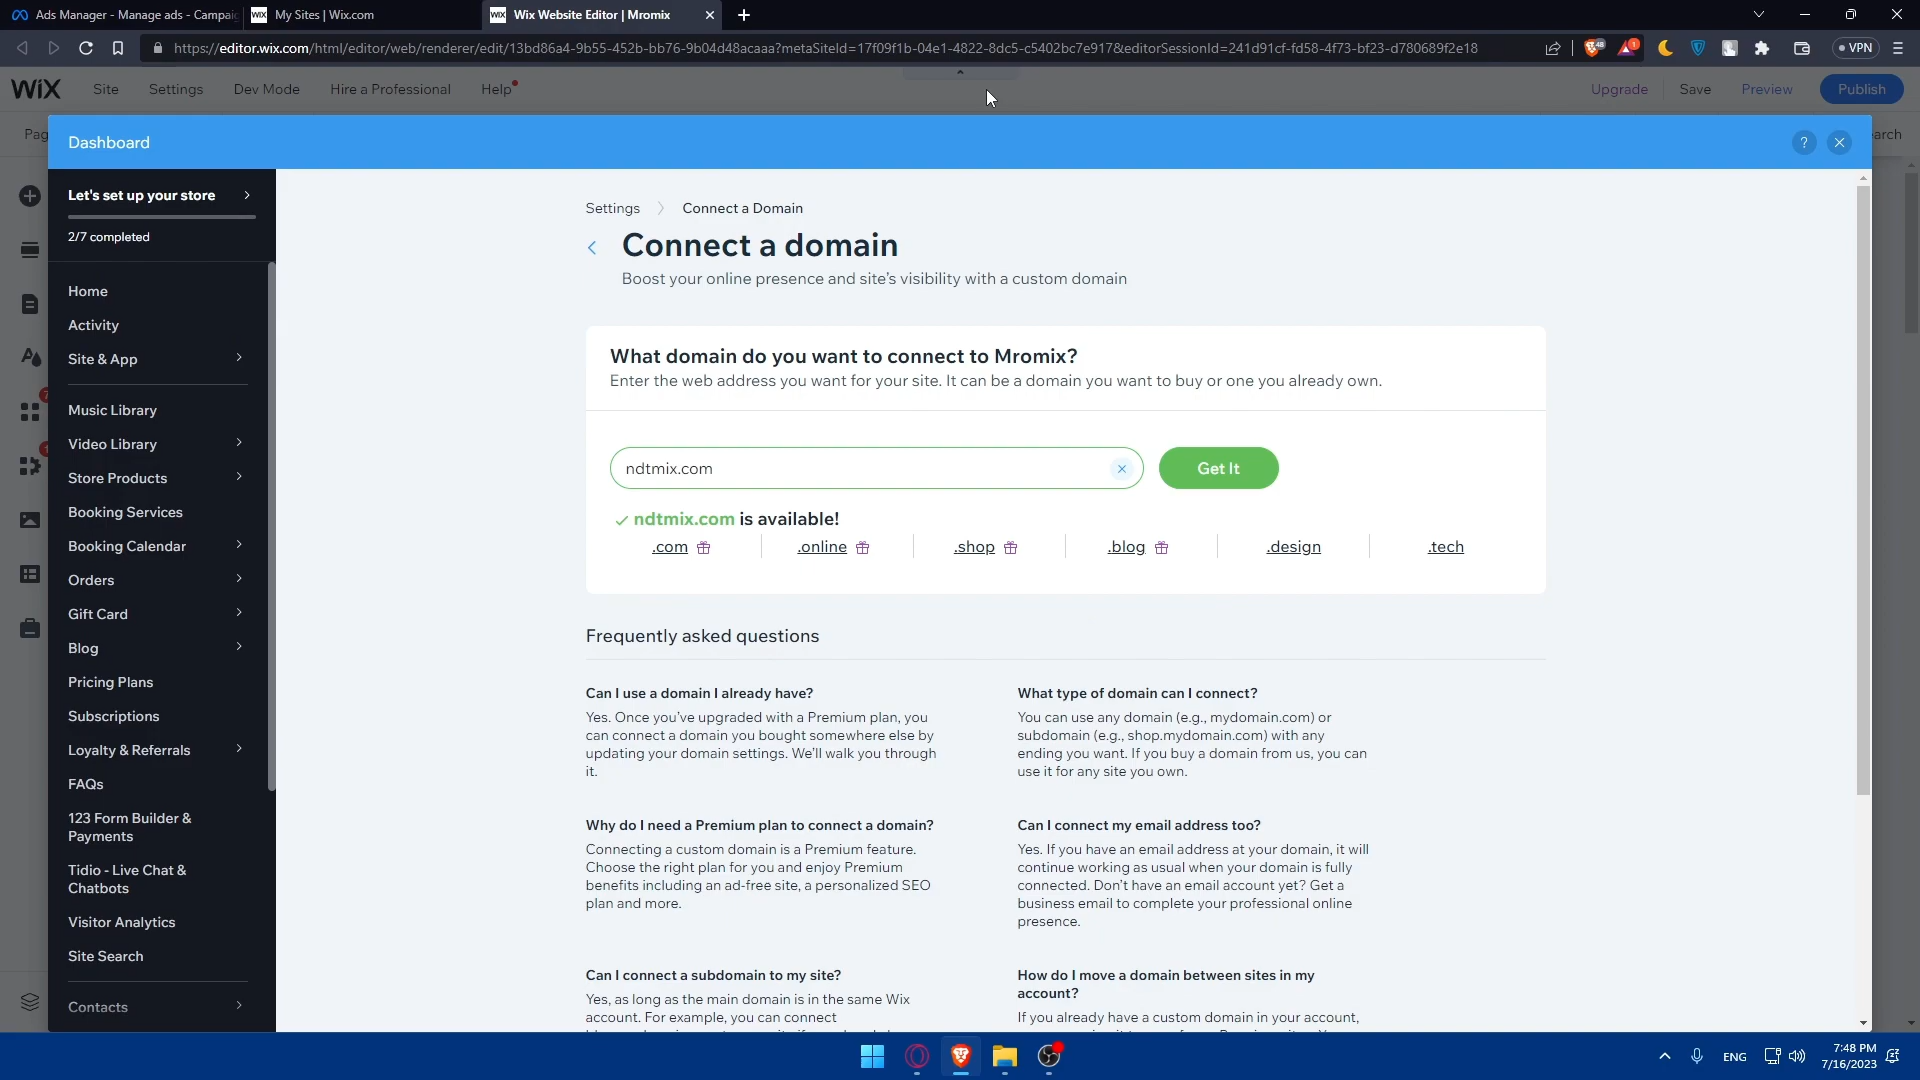 Ads Manager - Manage ads - Campaig
My Sites | Wix.com
Wix Website Editor | Mromix
https://editor.wix.com/html/editor/web/renderer/edit/13bd86a4-9b55-452b-bb76-9b04d48acaaa?metaSiteId=17f09f1b-04e1-4822-8dc5-c5402bc7e917&editorSessionId=241d91cf-fd58-4f73-bf23-d780689f2e18
VPN
WiX
Site
Settings
Dev Mode
Hire a Professional
Help
Upgrade
Save
Preview
Publish
Pag
arch
Dashboard
?
Let's set up your store
2/7 completed
Home
Activity
Site & App
Music Library
Video Library
Store Products
Booking Services
Booking Calendar
Orders
Gift Card
Blog
Pricing Plans
Subscriptions
Loyalty & Referrals
FAQs
123 Form Builder &
Payments
Tidio - Live Chat &
Chatbots
Visitor Analytics
Site Search
Contacts
Settings > Connect a Domain
Connect a domain
Boost your online presence and site's visibility with a custom domain
What domain do you want to connect to Mromix?
Enter the web address you want for your site. It can be a domain you want to buy or one you already own.
ndtmix.com
Get It
ndtmix.com is available!
.com
.online
.shop
.blog
.design
.tech
Frequently asked questions
Can I use a domain I already have?
Yes. Once you've upgraded with a Premium plan, you
can connect a domain you bought somewhere else by
updating your domain settings. We'll walk you through
it.
What type of domain can I connect?
You can use any domain (e.g., mydomain.com) or
subdomain (e.g., shop.mydomain.com) with any
ending you want. If you buy a domain from us, you can
use it for any site you own.
Why do I need a Premium plan to connect a domain?
Connecting a custom domain is a Premium feature.
Choose the right plan for you and enjoy Premium
benefits including an ad-free site, a personalized SEO
plan and more.
Can I connect my email address too?
Yes. If you have an email address at your domain, it will
continue working as usual when your domain is fully
connected. Don't have an email account yet? Get a
business email to complete your professional online
presence.
Can I connect a subdomain to my site?
Yes, as long as the main domain is in the same Wix
account. For example, you can connect
How do I move a domain between sites in my
account?
If you already have a custom domain in your account,
ENG
7:48 PM
7/16/2023